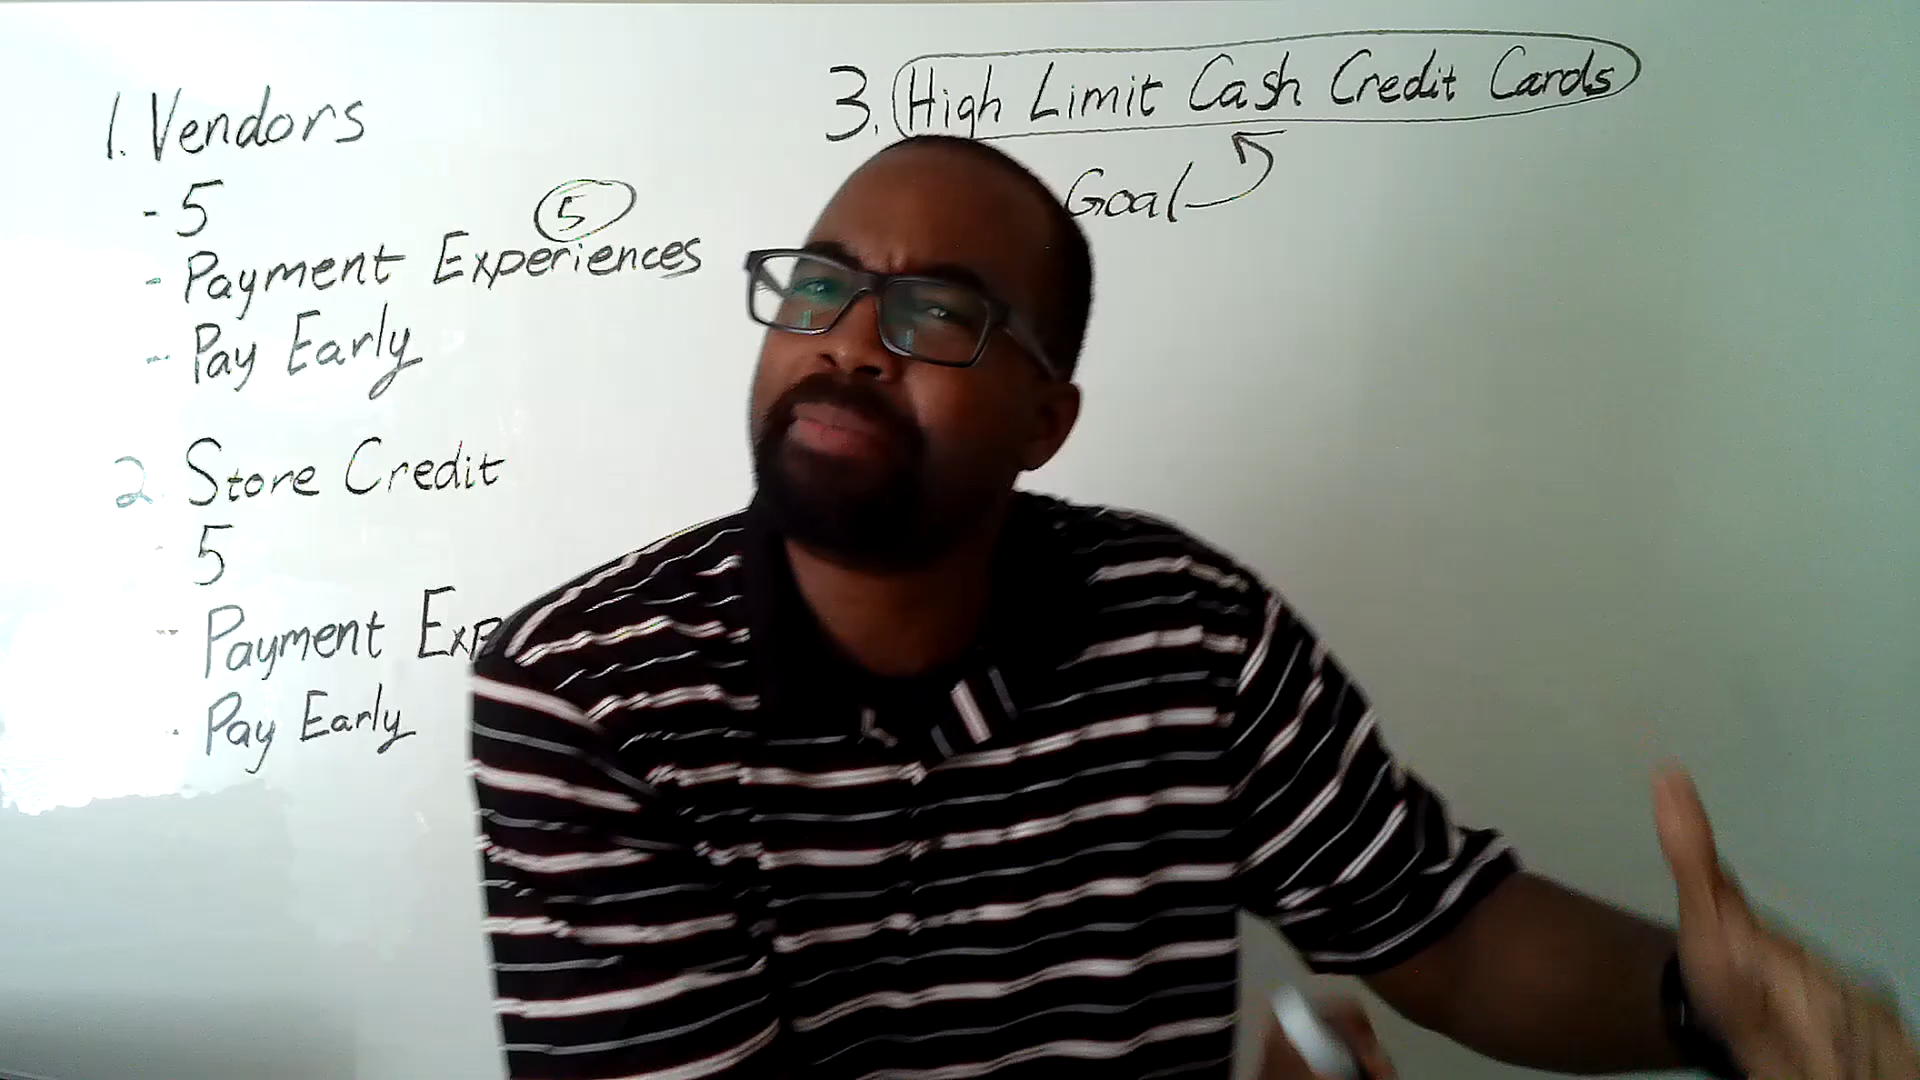 1. Vendors
- 5
5
- Payment Experiences
- Pay Early
2 Store Credit
- 5
- Payment Exp
- Pay Early
3. High Limit Cash Credit Cards
Goal